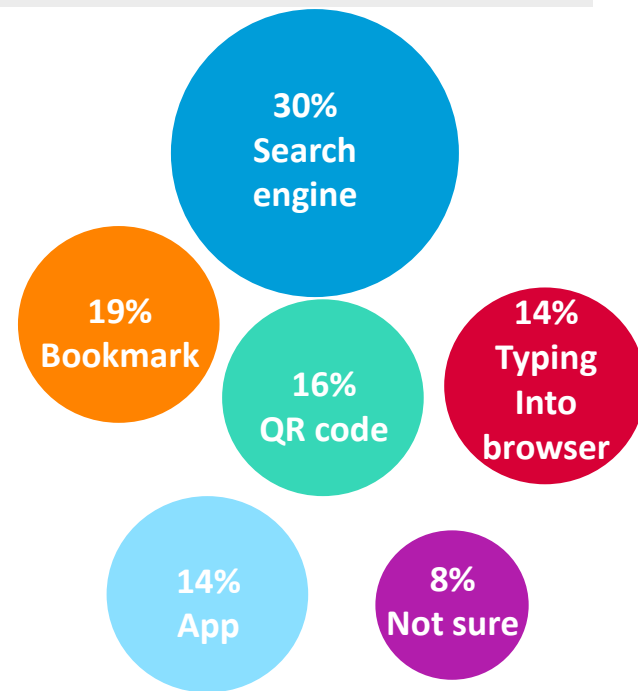 30%
Search
engine
19%
Bookmark
16%
QR code
14%
Typing
Into
browser
14%
App
8%
Not sure